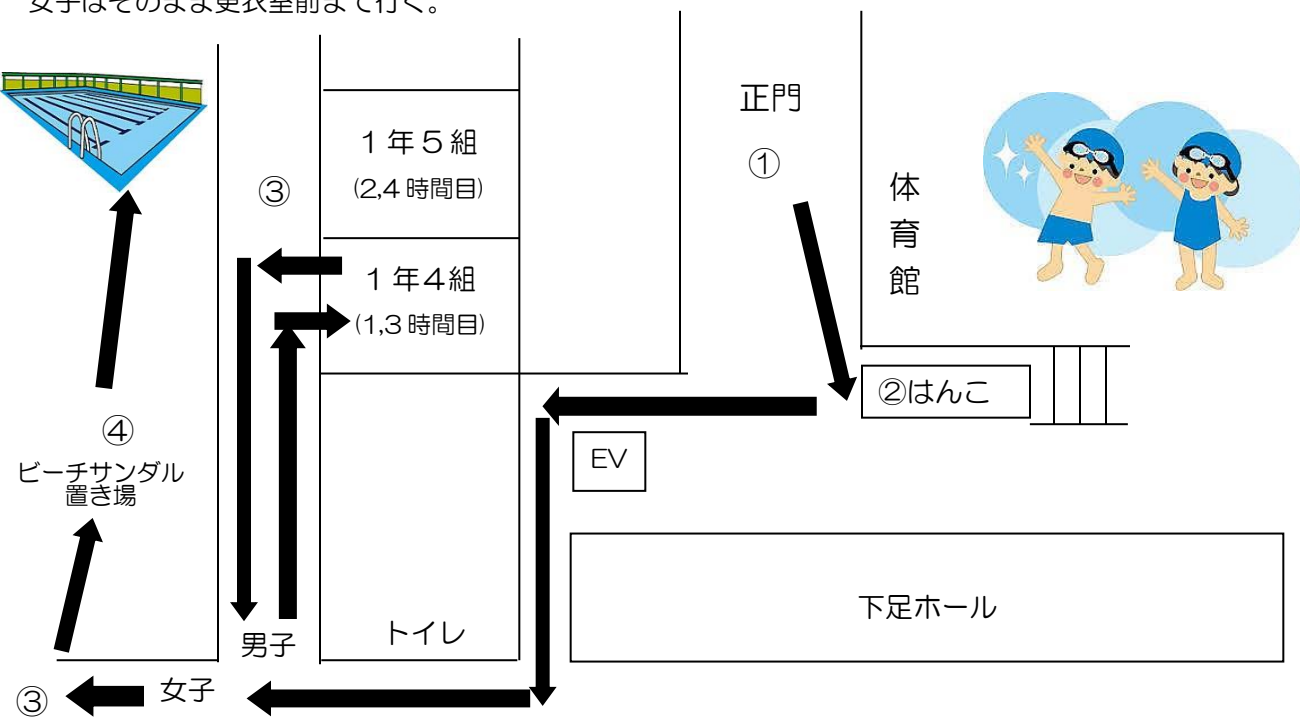 女子はそのまま更衣室前まで行く。
正門
①
体育館
1年5組
(2,4時間目)
③
1年4組
(1,3時間目)
②はんこ
④
ビーチサンダル
置き場
EV
下足ホール
トイレ
男子
女子
③